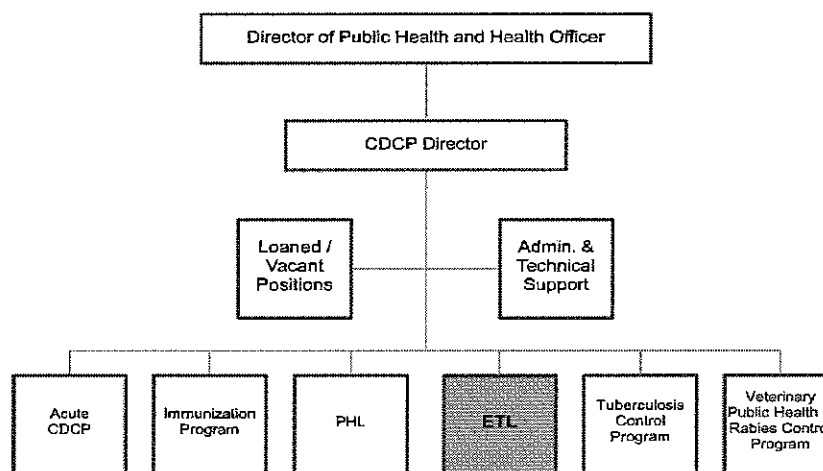 Director of Public Health and Health Officer
CDCP Director
Loaned /
Vacant
Positions
Admin. &
Technical
Support
Acute
CDCP
Immunization
Program
PHL
ETL
Tuberculosis
Control
Program
Veterinary
Public Health
Rabies Contro
Program